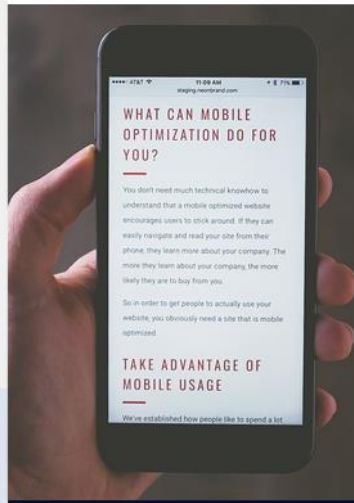 AT&T 11:09 AM 71%
staging.neonbrand.com
WHAT CAN MOBILE
OPTIMIZATION DO FOR
YOU?
You don't need much technical knowhow to
understand that a mobile optimized website
encourages users to stick around. If they can
easily navigate and read your site from their
phone, they learn more about your company. The
more they learn about your company, the more
likely they are to buy from you.
So in order to get people to actually use your
website, you obviously need a site that is mobile
optimized.
TAKE ADVANTAGE OF
MOBILE USAGE
We've established how people like to spend a lot